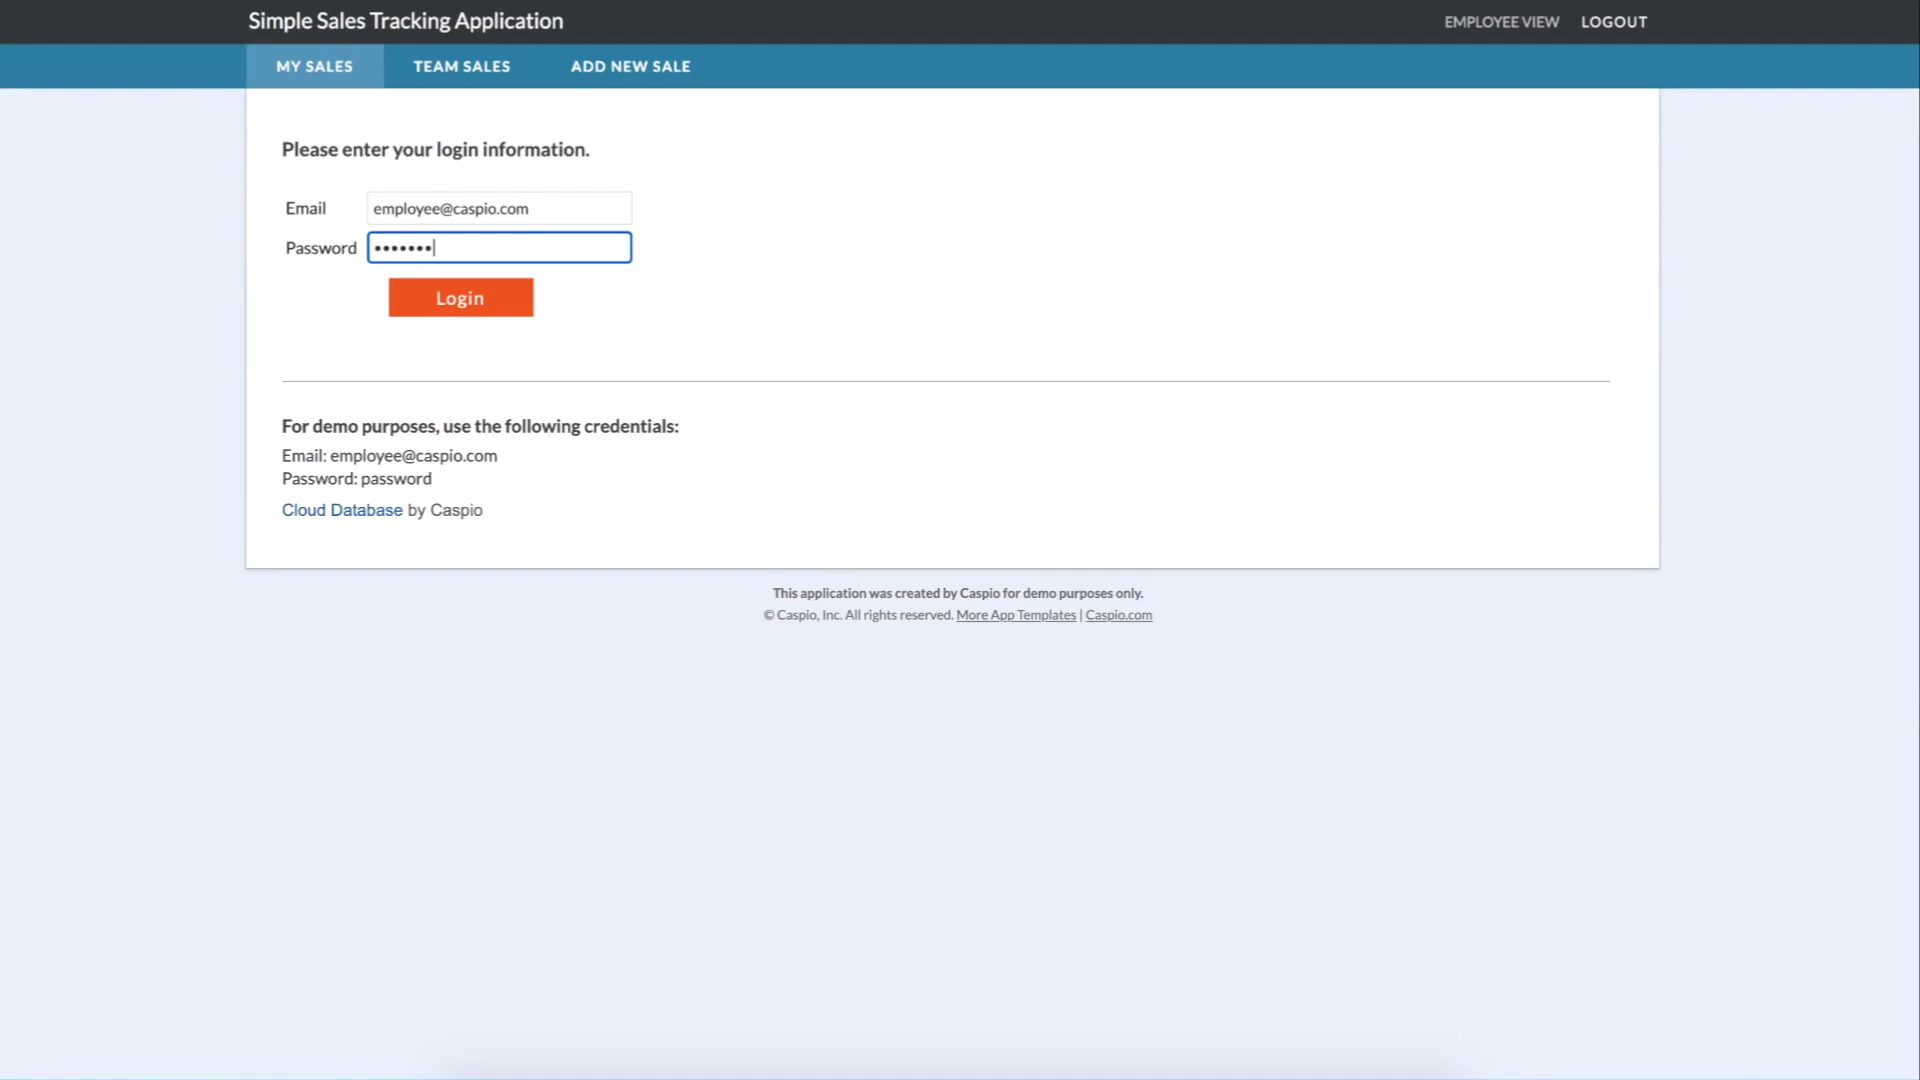 Simple Sales Tracking Application
EMPLOYEE VIEW LOGOUT
MY SALES TEAM SALES ADD NEW SALE
Please enter your login information.
Email employee@caspio.com
Password •••••••
Login
For demo purposes, use the following credentials:
Email: employee@caspio.com
Password: password
Cloud Database by Caspio
This application was created by Caspio for demo purposes only.
© Caspio, Inc. All rights reserved. More App Templates | Caspio.com